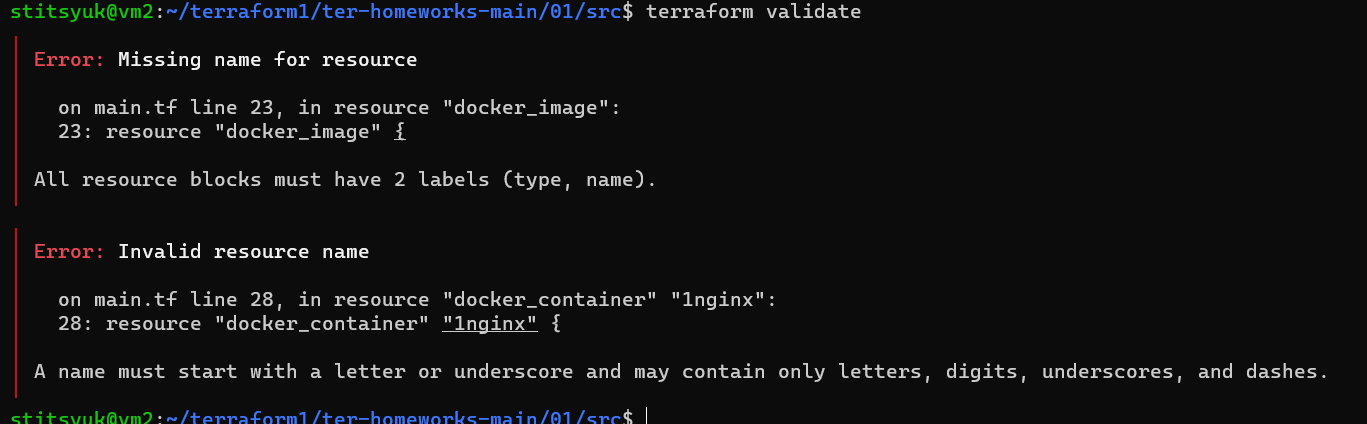 stitsyuk@vm2:~/terraform1/ter-homeworks-main/01/src$ terraform validate
Error: Missing name for resource
on main.tf line 23, in resource "docker_image":
23: resource "docker_image" {
All resource blocks must have 2 labels (type, name).
Error: Invalid resource name
on main.tf line 28, in resource "docker_container" "1nginx":
28: resource "docker_container" "1nginx" {
A name must start with a letter or underscore and may contain only letters, digits, underscores, and dashes.
stitsyuk@vm2:~/terraform1/ter-homeworks-main/01/src$